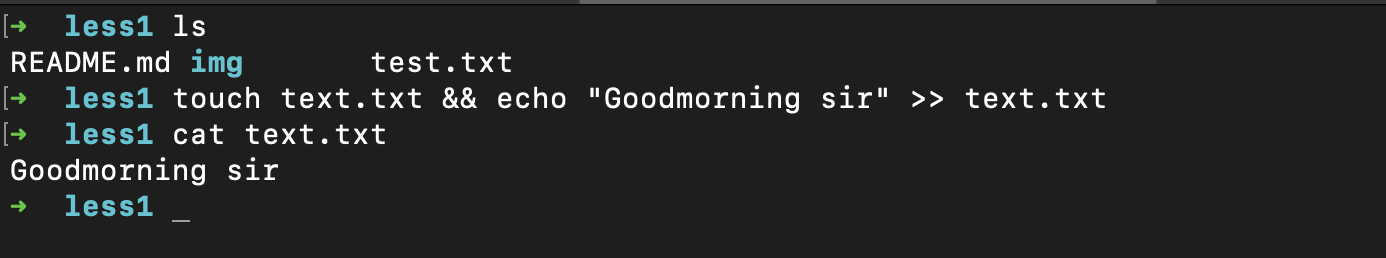 [➜  less1 ls
README.md img       test.txt
[➜  less1 touch text.txt && echo "Goodmorning sir" >> text.txt
[➜  less1 cat text.txt
Goodmorning sir
➜  less1 _